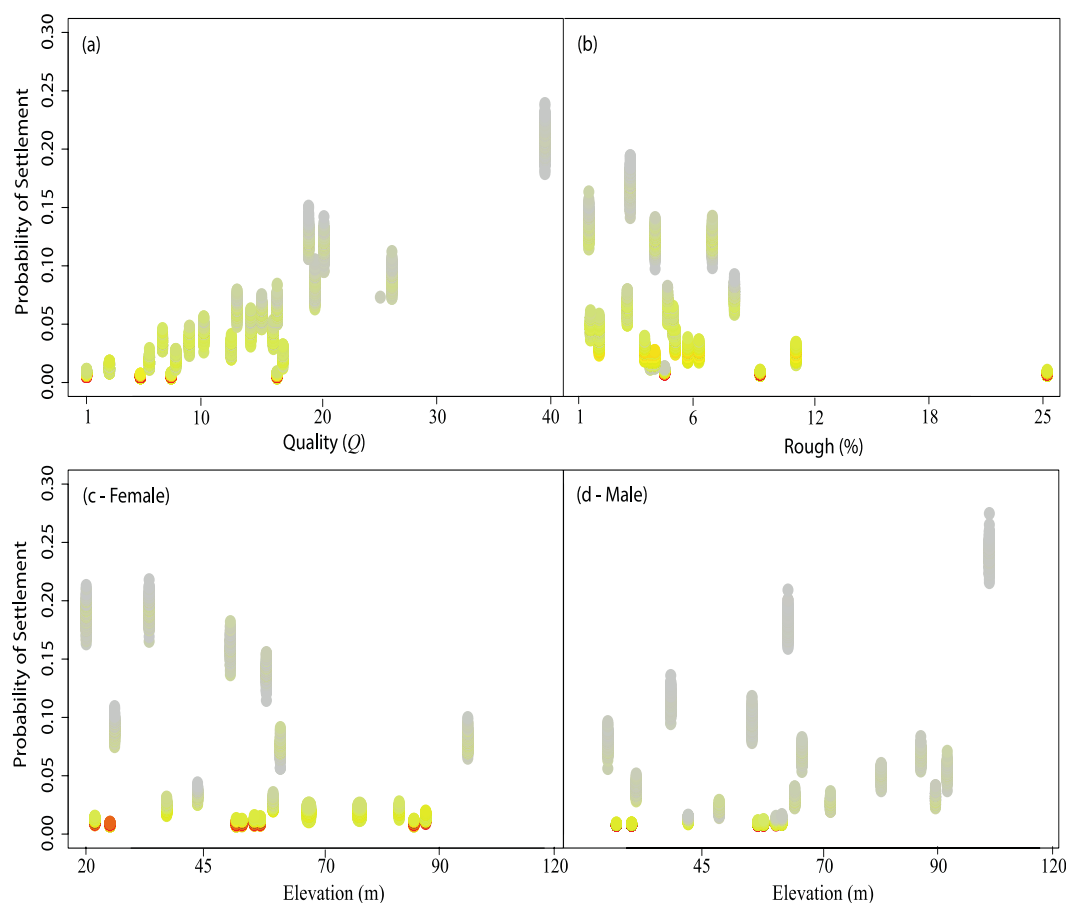 (a)
0.30
0.25
0.20
0.15
0.10
0.05
0.00
Probability of Settlement
1 10 20 30 40
Quality (Q)
(b)
1 6 12 18 25
Rough (%)
(c - Female)
0.30
0.25
0.20
0.15
0.10
0.05
0.00
Probability of Settlement
20 45 70 90 120
Elevation (m)
(d - Male)
45 70 90 120
Elevation (m)